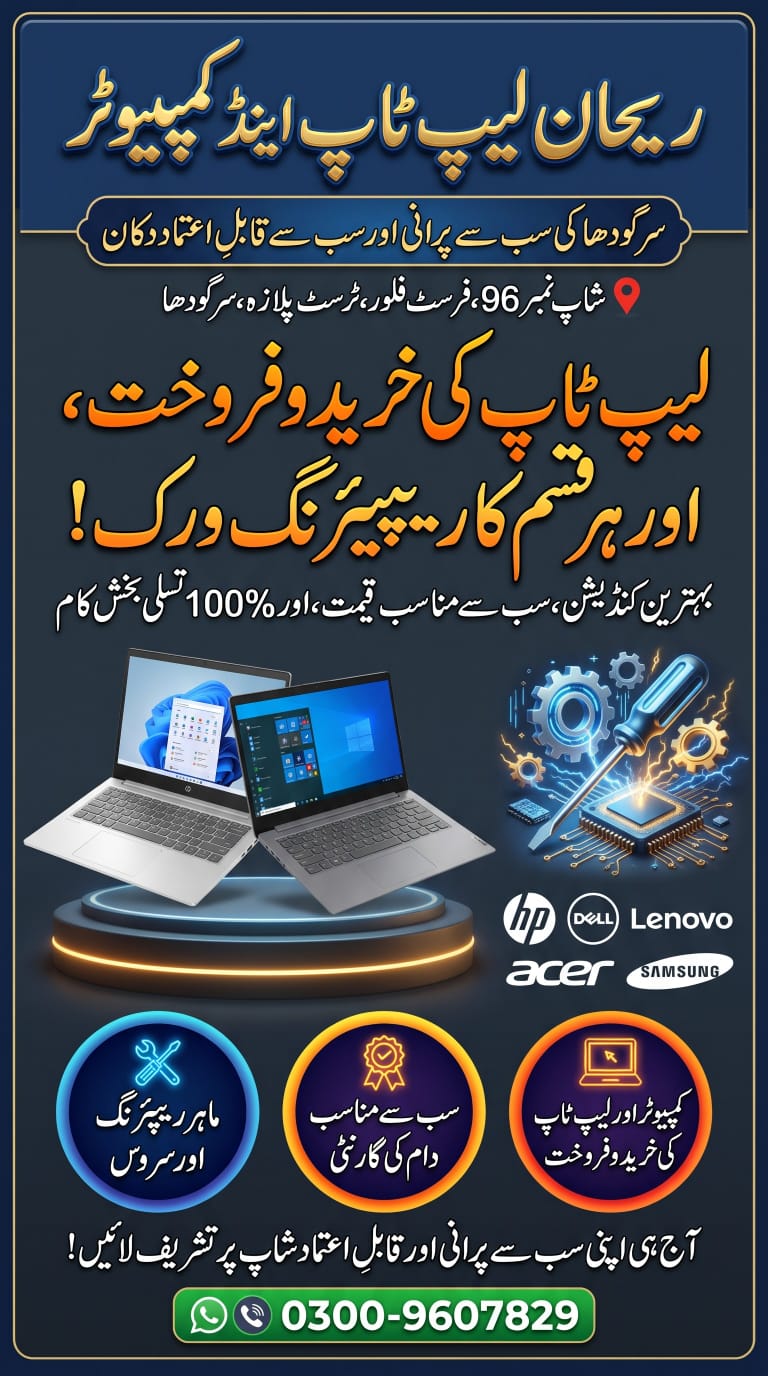 ریحان لیپ ٹاپ اینڈ کمپیوٹر
سرگودھا کی سب سے پرانی اور سب سے قابلِ اعتماد دکان
شاپ نمبر 96، فرسٹ فلور، ٹرسٹ پلازہ، سرگودھا
لیپ ٹاپ کی خرید و فروخت،
اور ہر قسم کا ریپیئرنگ ورک!
بہترین کنڈیشن، سب سے مناسب قیمت، اور 100% تسلی بخش کام
hp DELL Lenovo
acer SAMSUNG
کمپیوٹر اور لیپ ٹاپ
کی خرید و فروخت
سب سے مناسب
دام کی گارنٹی
ماہر ریپئرنگ
اور سروس
آج ہی اپنی سب سے پرانی اور قابلِ اعتماد شاپ پر تشریف لائیں!
0300-9607829